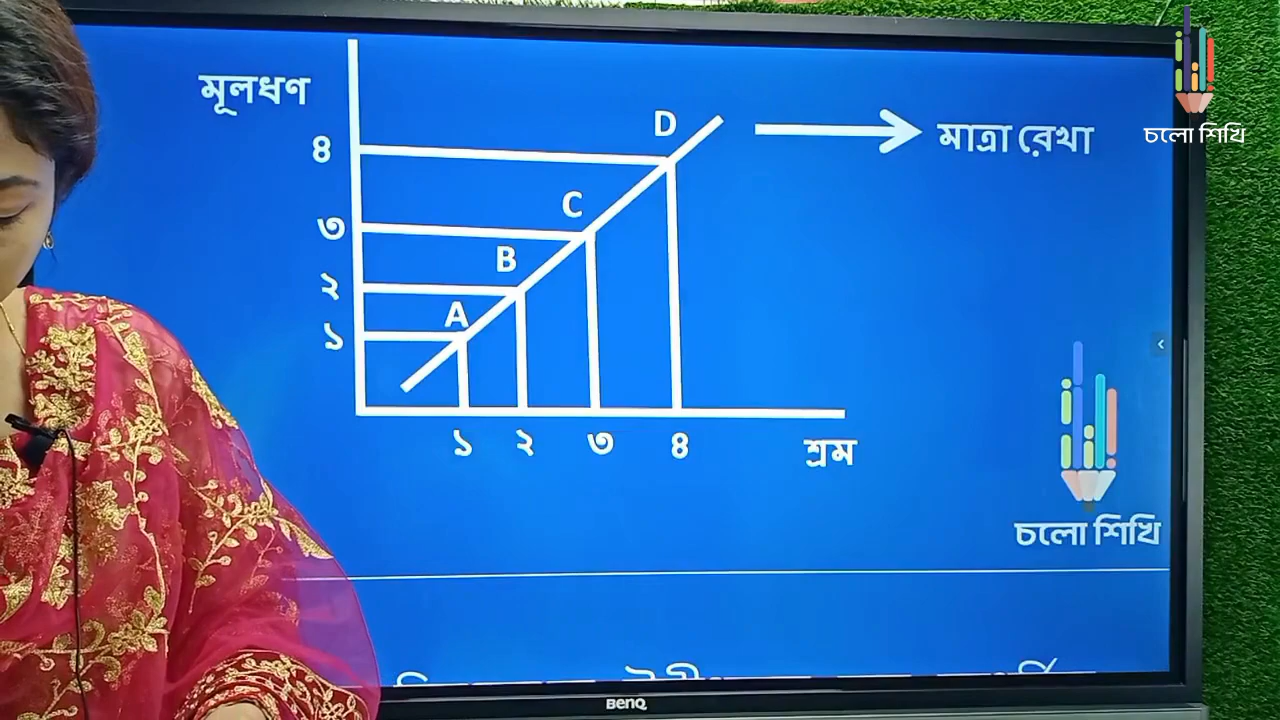 চলো শিখি
মূলধণ
D
মাত্রা রেখা
৪
C
৩
B
২
A
১
১ ২ ৩ ৪ শ্রম
চলো শিখি
BenQ